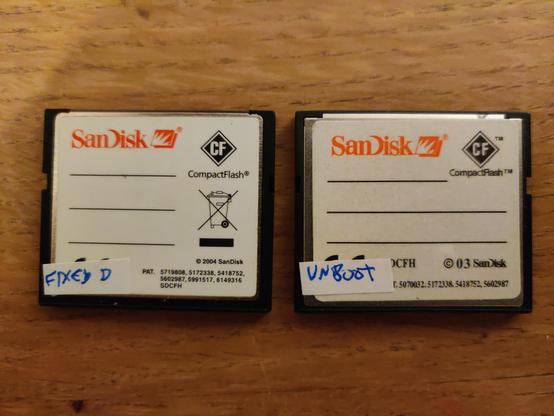 SanDisk®
CF
CompactFlash®
© 2004 SanDisk
PAT. 5719808, 5172338, 5418752,
5602987, 5991517, 6149316
SDCFH
FIXED D
SanDisk®
CF™
CompactFlash™
DCFH © 03 SanDisk
T. 5070032. 5172338. 5418752, 5602987
UNBOOT